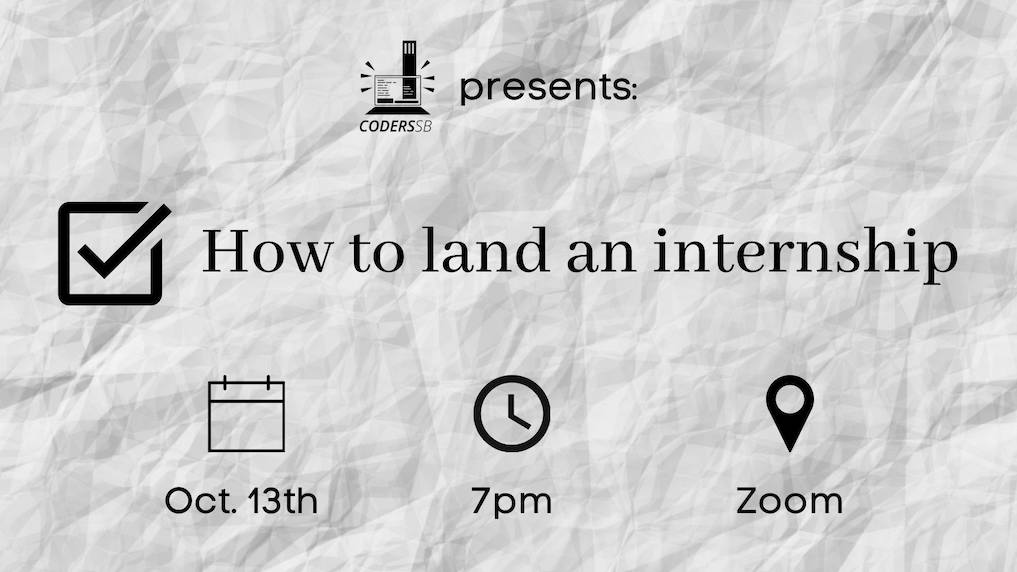 presents:
CODERSSB
How to land an internship
Oct. 13th
7pm
Zoom